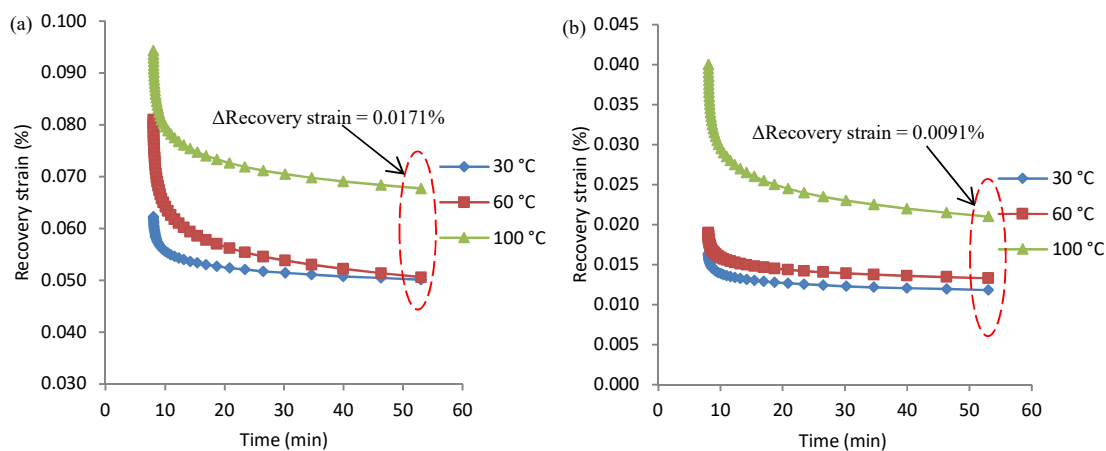 (a)
0.100
0.090
0.080
0.070
0.060
0.050
0.040
0.030
Recovery strain (%)
0 10 20 30 40 50 60
Time (min)
ΔRecovery strain = 0.0171%
30 °C
60 °C
100 °C
(b)
0.045
0.040
0.035
0.030
0.025
0.020
0.015
0.010
0.005
0.000
Recovery strain (%)
0 10 20 30 40 50 60
Time (min)
ΔRecovery strain = 0.0091%
30 °C
60 °C
100 °C